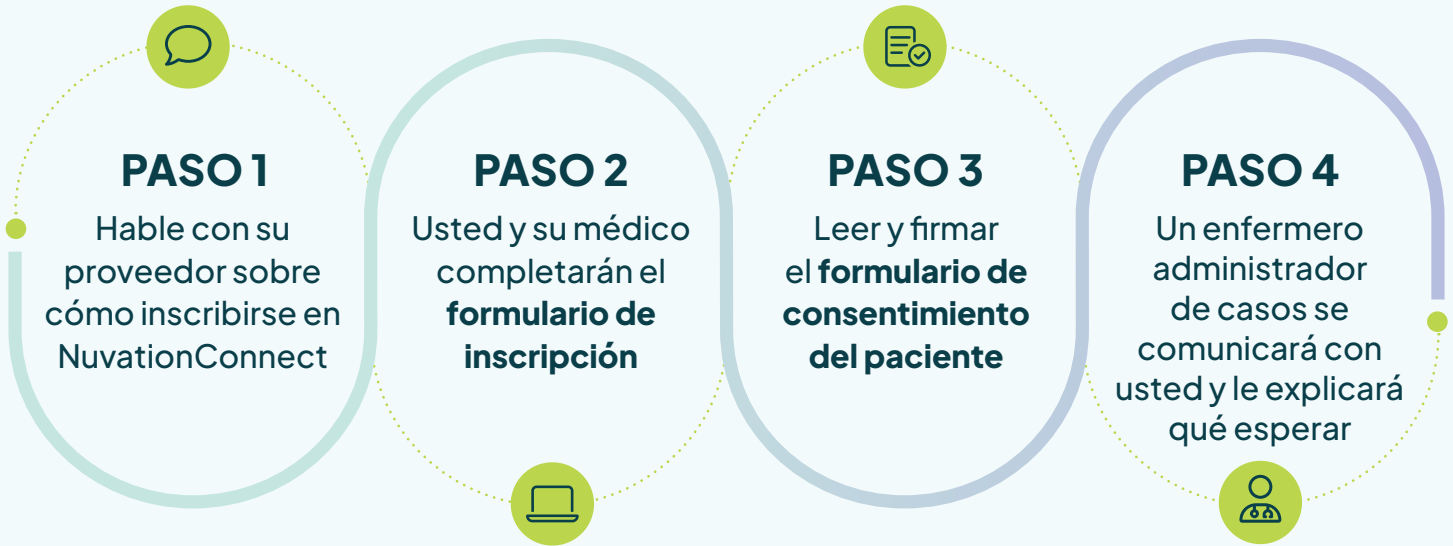 PASO 1
Hable con su
proveedor sobre
cómo inscribirse en
NuvationConnect
PASO 2
Usted y su médico
completarán el
formulario de
inscripción
PASO 3
Leer y firmar
el formulario de
consentimiento
del paciente
PASO 4
Un enfermero
administrador
de casos se
comunicará con
usted y le explicará
qué esperar